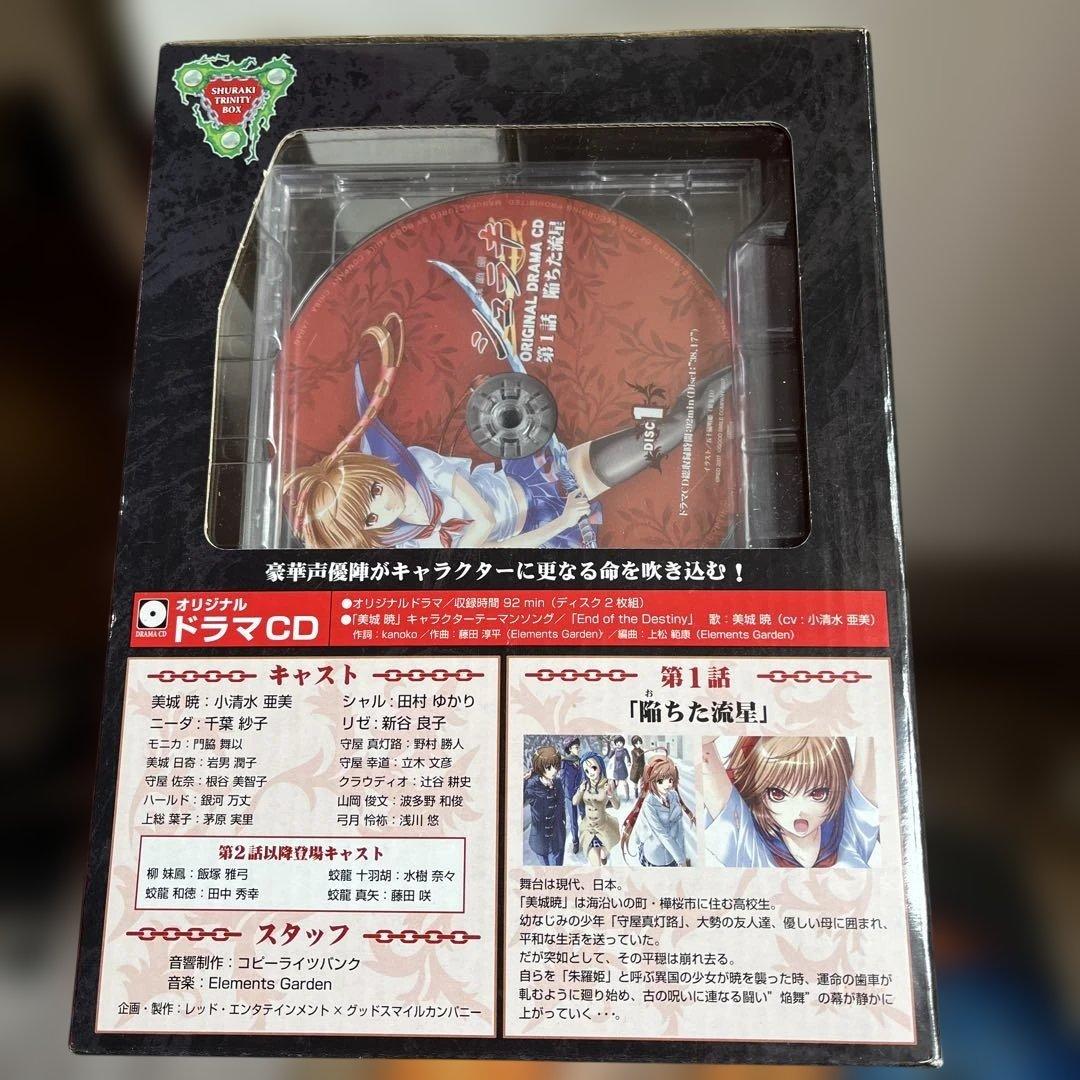 SHURAKI
TRINITY
BOX
シュラキ
ORIGINAL DRAMA CD
第1話 陥ちた流星
DISC 1
ドラマCD総収録時間:92min(Disc1:"38.17")
豪華声優陣がキャラクターに更なる命を吹き込む!
DRAMA CD
オリジナル
ドラマCD
●オリジナルドラマ/収録時間 92 min(ディスク2枚組)
●「美城 暁」キャラクターテーマソング/「End of the Destiny」 歌:美城 暁(cv:小清水 亜美)
作詞:kanoko/作曲:藤田 淳平(Elements Garden)/編曲:上松 範康(Elements Garden)
キャスト
美城 暁:小清水 亜美 シャル:田村 ゆかり
ニーダ:千葉 紗子 リゼ:新谷 良子
モニカ:門脇 舞以 守屋 真灯路:野村 勝人
美城 日寄:岩男 潤子 守屋 幸道:立木 文彦
守屋 佐奈:根谷 美智子 クラウディオ:辻谷 耕史
ハールド:銀河 万丈 山岡 俊文:波多野 和俊
上総 葉子:茅原 実里 弓月 怜祢:浅川 悠
第2話以降登場キャスト
柳 妹鳳:飯塚 雅弓 蛟龍 十羽胡:水樹 奈々
蛟龍 和徳:田中 秀幸 蛟龍 真矢:藤田 咲
スタッフ
音響制作:コピーライツバンク
音楽:Elements Garden
企画・製作:レッド・エンタテインメント×グッドスマイルカンパニー
第1話
お
「陥ちた流星」
舞台は現代、日本。
「美城暁」は海沿いの町・樺桜市に住む高校生。
幼なじみの少年「守屋真灯路」、大勢の友人達、優しい母に囲まれ、
平和な生活を送っていた。
だが突如として、その平穏は崩れ去る。
自らを「朱羅姫」と呼ぶ異国の少女が暁を襲った時、運命の歯車が
軋むように廻り始め、古の呪いに連なる闘い"焔舞"の幕が静かに
上がっていく・・・。